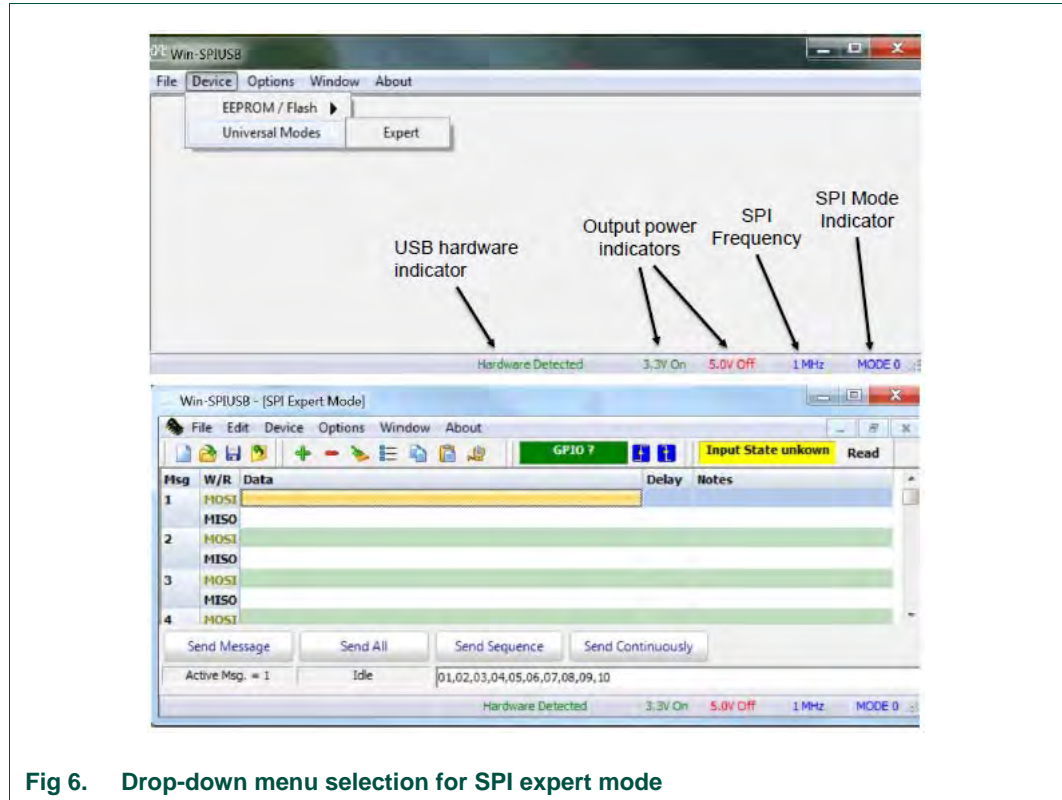 Win-SPIUSB
File Device Options Window About
EEPROM / Flash
Universal Modes Expert
USB hardware indicator
Output power indicators
SPI Frequency
SPI Mode Indicator
Hardware Detected 3.3V On 5.0V Off 1 MHz MODE 0
Win-SPIUSB - [SPI Expert Mode]
File Edit Device Options Window About
GPIO ? Input State unkown Read
Msg W/R Data Delay Notes
1 MOSI
MISO
2 MOSI
MISO
3 MOSI
MISO
4 MOSI
Send Message Send All Send Sequence Send Continuously
Active Msg. = 1 Idle 01,02,03,04,05,06,07,08,09,10
Hardware Detected 3.3V On 5.0V Off 1 MHz MODE 0
Fig 6. Drop-down menu selection for SPI expert mode